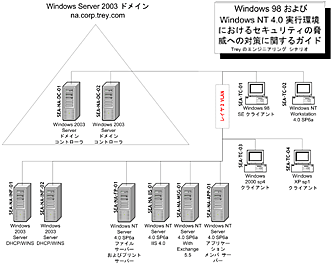 Windows Server 2003 ドメイン
na.corp.trey.com
Windows 98 および
Windows NT 4.0 実行環境
におけるセキュリティの脅
威への対策に関するガイド
Trey のエンジニアリング シナリオ
SEA-NA-DC-01
SEA-NA-DC-02
Windows 2003
Server
ドメイン
コントローラ
Windows 2003
Server
ドメイン
コントローラ
レイヤ 2 VLAN
SEA-TC-01
SEA-TC-02
Windows 98
SE クライアント
Windows NT
Workstation
4.0 SP6a
SEA-TC-03
SEA-TC-04
Windows
2000 sp4
クライアント
Windows
XP sp1
クライアント
SEA-NA-INF-01
SEA-NA-INF-02
SEA-NA-IIS-01
SEA-NA-MSG-01
SEA-NA-APP-01
Windows
2003
Server
DHCP/WINS
Windows
2003
Server
DHCP/WINS
Windows NT
Server
4.0 SP6a
ファイル
サーバー
およびプリント
サーバー
Windows NT
Server
4.0 SP6a
IIS 4.0
Windows NT
Server
4.0 SP6a
With
Exchange
5.5
Windows NT
Server
4.0 SP6a
アプリケー
ション
メンバ サーバ
ー